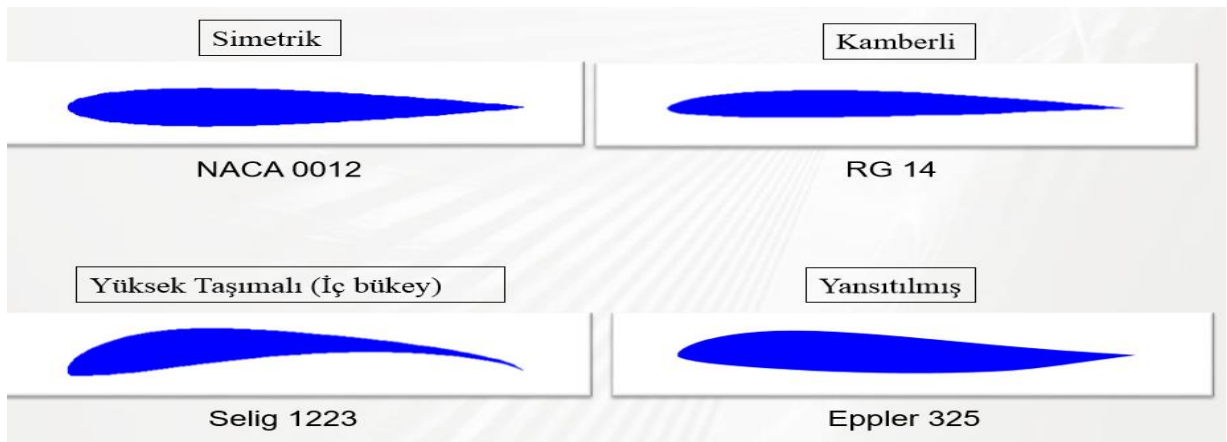 Simetrik
Kamberli
NACA 0012
RG 14
Yüksek Taşımalı (İç bükey)
Yansıtılmış
Selig 1223
Eppler 325